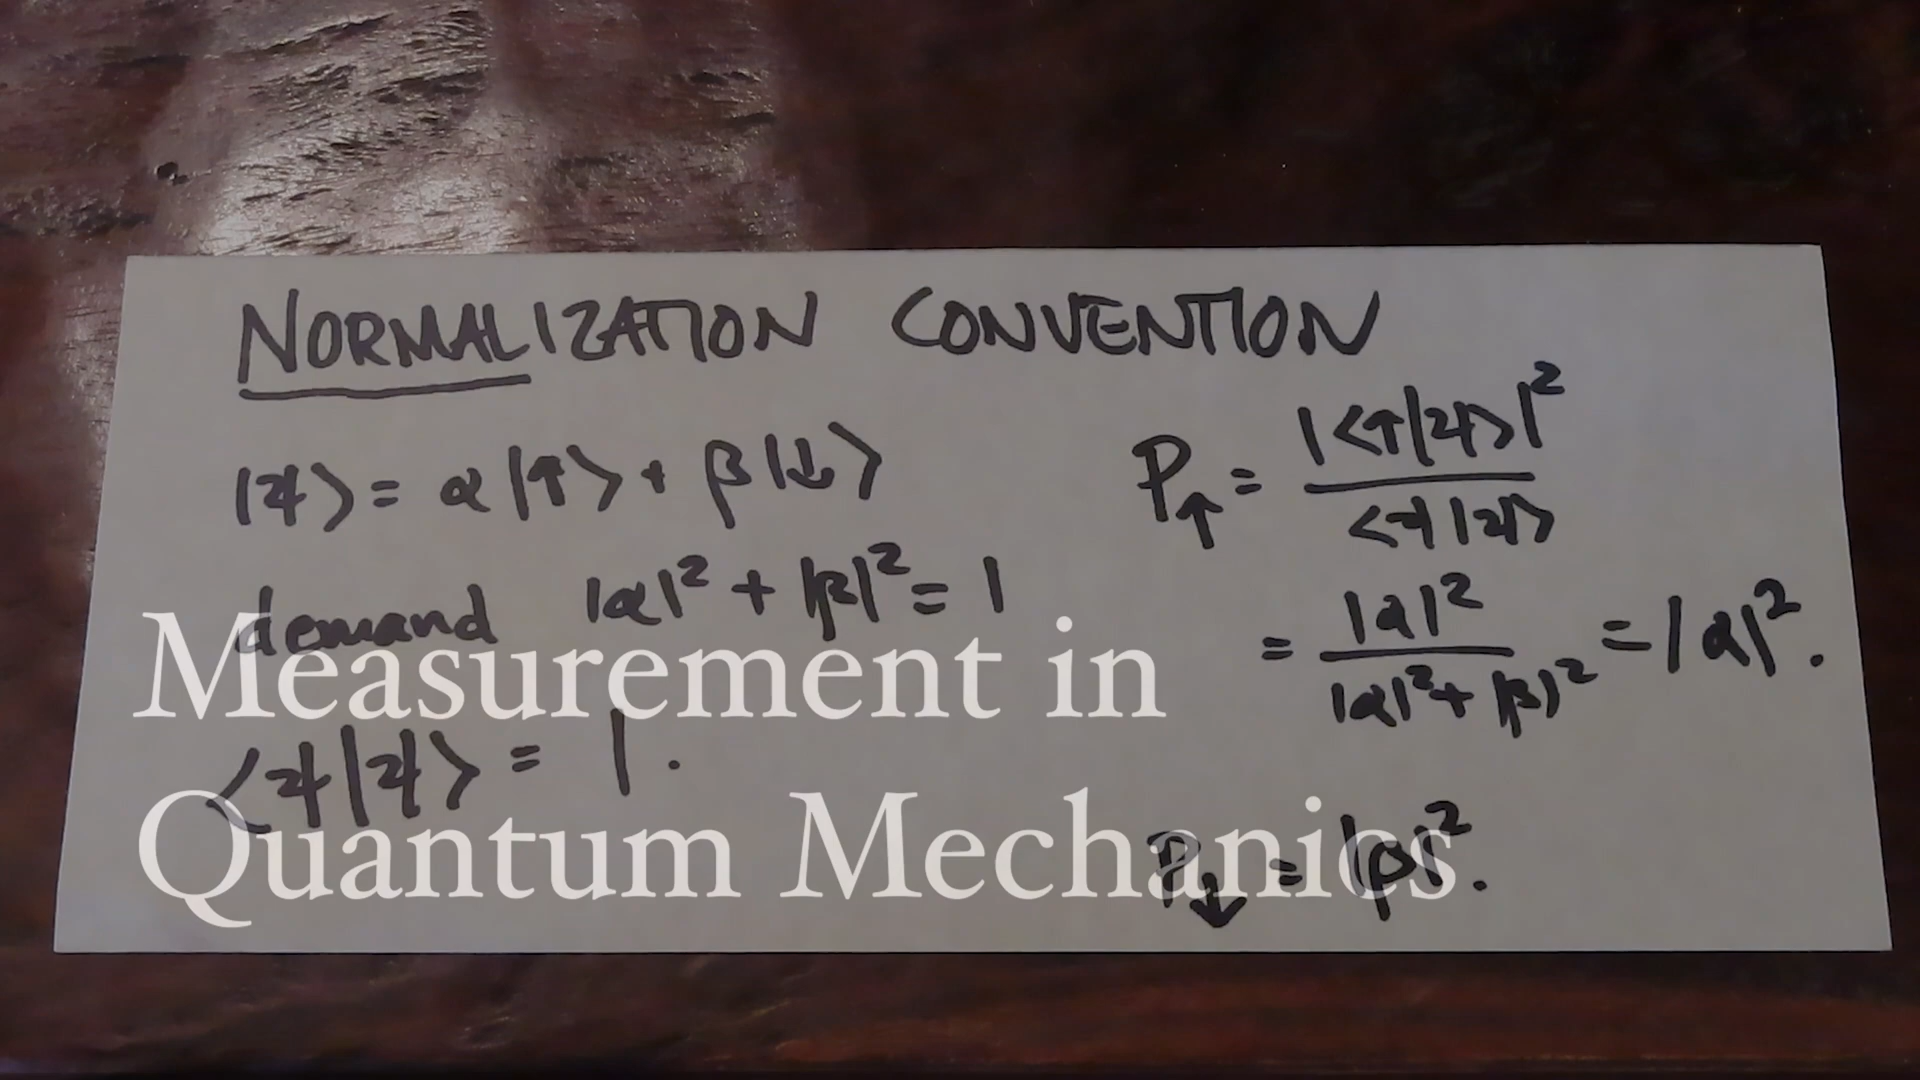 NORMALIZATION CONVENTION
|ψ> = α|↑> + β|↓>
demand |α|² + |β|² = 1
<ψ|ψ> = 1.
P↑ = |<↑|ψ>|² / <ψ|ψ>
= |α|² / |α|² + |β|² = |α|².
P↓ = |β|².
Measurement in
Quantum Mechanics